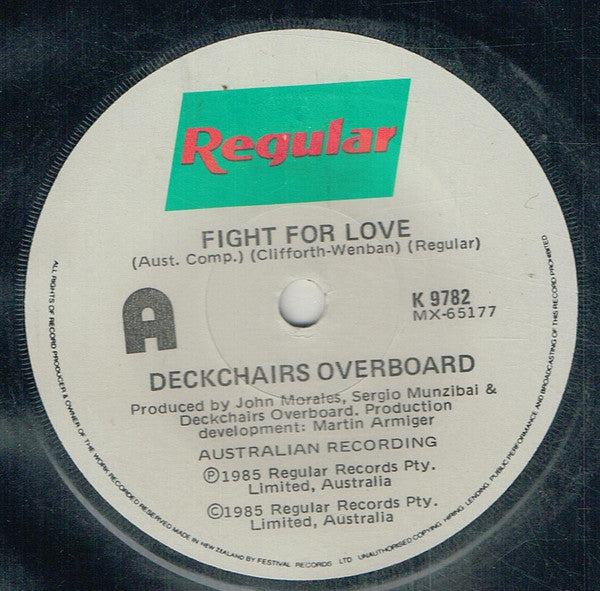 Regular
FIGHT FOR LOVE
(Aust. Comp.) (Clifforth-Wenban) (Regular)
A
K 9782
MX-65177
DECKCHAIRS OVERBOARD
Produced by John Morales, Sergio Munzibai &
Deckchairs Overboard. Production
development: Martin Armiger
AUSTRALIAN RECORDING
Ⓟ1985 Regular Records Pty.
Limited, Australia
©1985 Regular Records Pty.
Limited, Australia
ALL RIGHTS OF RECORD PRODUCER & OWNER OF THE WORK RECORDED RESERVED MADE IN NEW ZEALAND BY FESTIVAL RECORDS LTD UNAUTHORISED COPYING, HIRING, LENDING, PUBLIC PERFORMANCE AND BROADCASTING OF THIS RECORD PROHIBITED